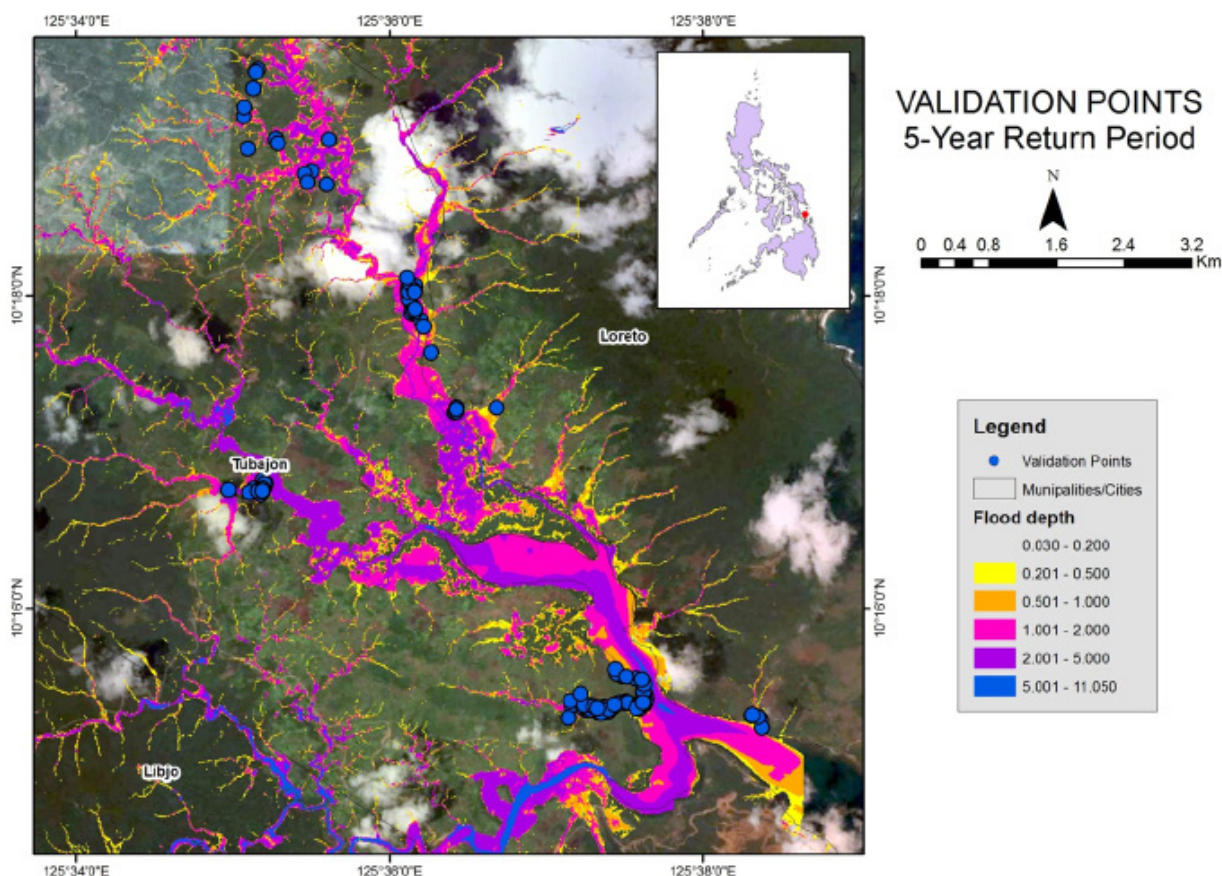 125°34'0"E
125°36'0"E
125°38'0"E
VALIDATION POINTS
5-Year Return Period
N
0 0.4 0.8 1.6 2.4 3.2
Km
10°18'0"N
10°18'0"N
Loreto
Tubajon
10°16'0"N
10°16'0"N
Libjo
Legend
Validation Points
Munipalities/Cities
Flood depth
0.030 - 0.200
0.201 - 0.500
0.501 - 1.000
1.001 - 2.000
2.001 - 5.000
5.001 - 11.050
125°34'0"E
125°36'0"E
125°38'0"E